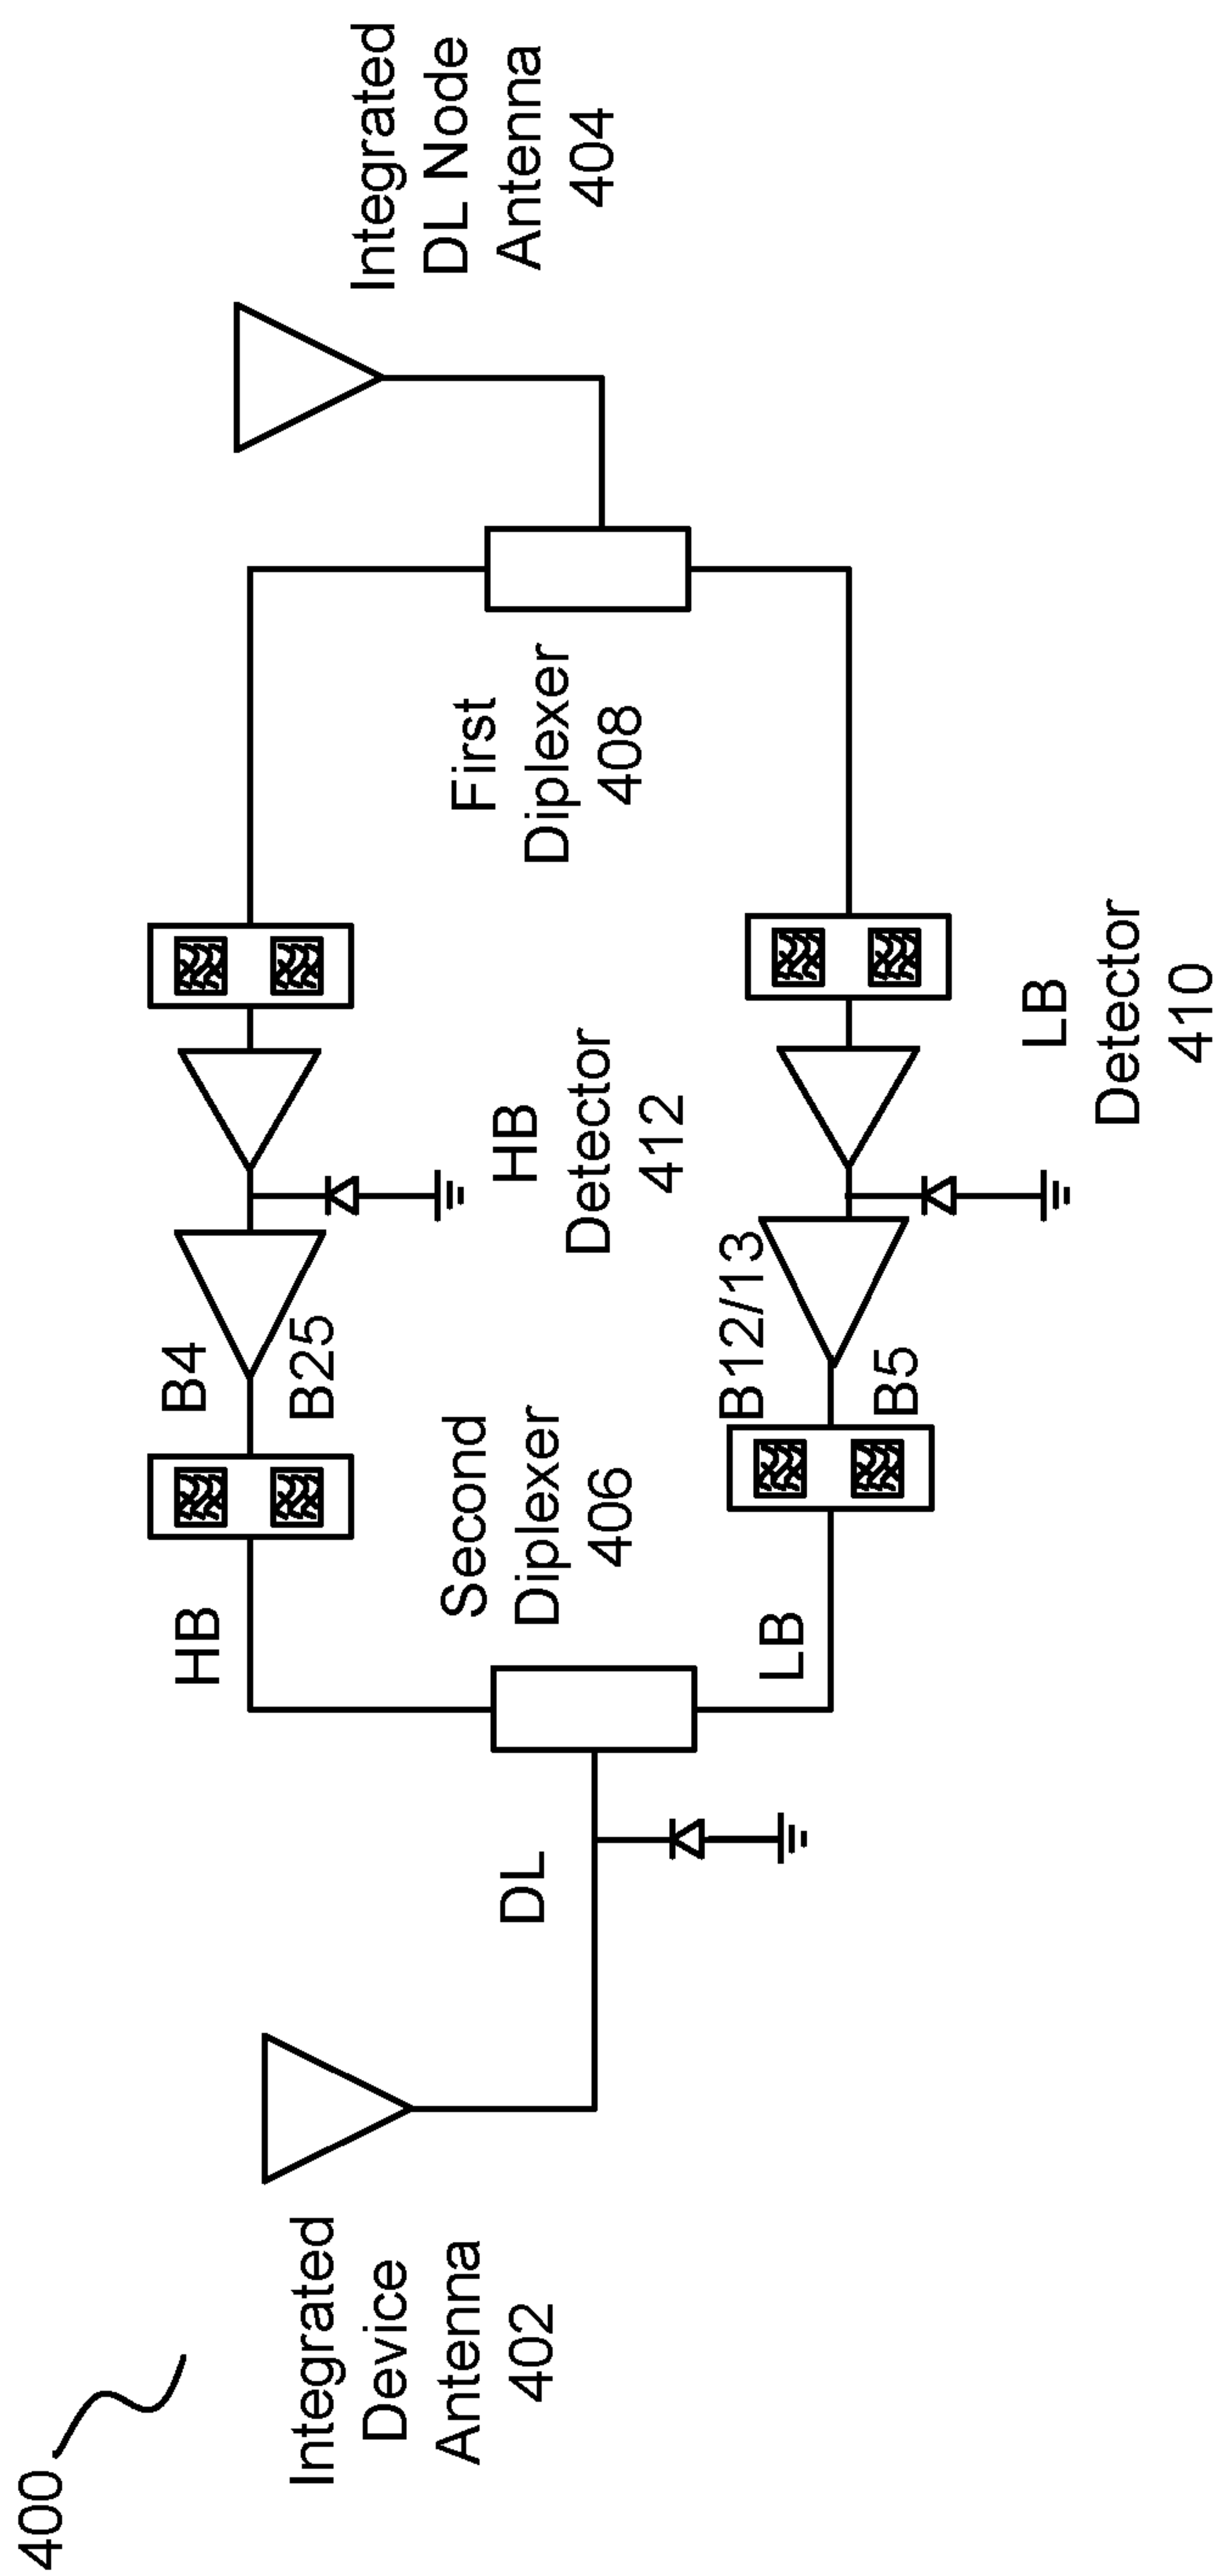 400
Integrated
Device
Antenna
402
DL
HB
LB
Second
Diplexer
406
B4
B25
B12/13
B5
HB
Detector
412
LB
Detector
410
First
Diplexer
408
Integrated
DL Node
Antenna
404